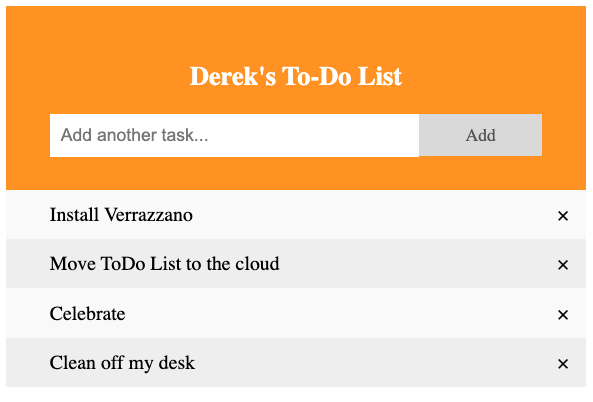 Derek's To-Do List
Add another task...
Add
Install Verrazzano
×
Move ToDo List to the cloud
×
Celebrate
×
Clean off my desk
×